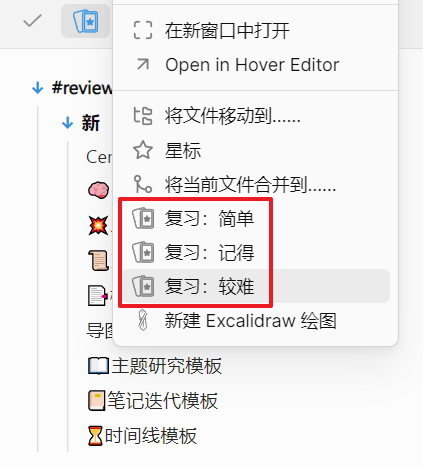 在新窗口中打开
Open in Hover Editor
#review
将文件移动到......
新
星标
Cer
将当前文件合并到......
复习：简单
复习：记得
复习：较难
新建 Excalidraw 绘图
导图
主题研究模板
笔记迭代模板
时间线模板